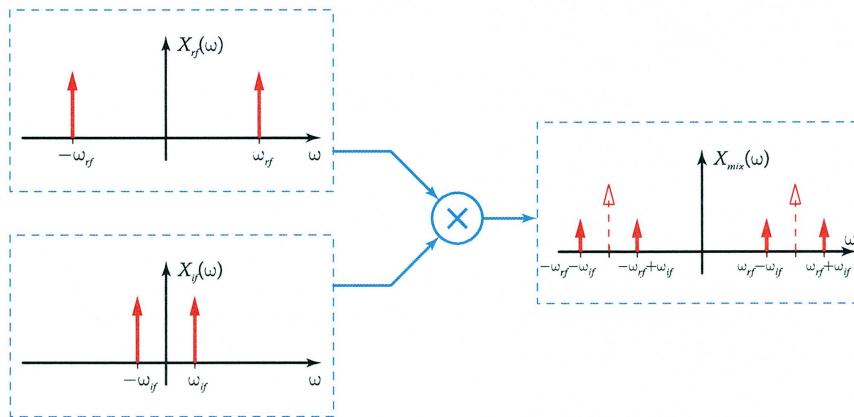 X_rf(ω)
−ω_rf ω_rf ω
X_if(ω)
−ω_if ω_if ω
×
X_mix(ω)
ω
−ω_rf−ω_if −ω_rf+ω_if ω_rf−ω_if ω_rf+ω_if